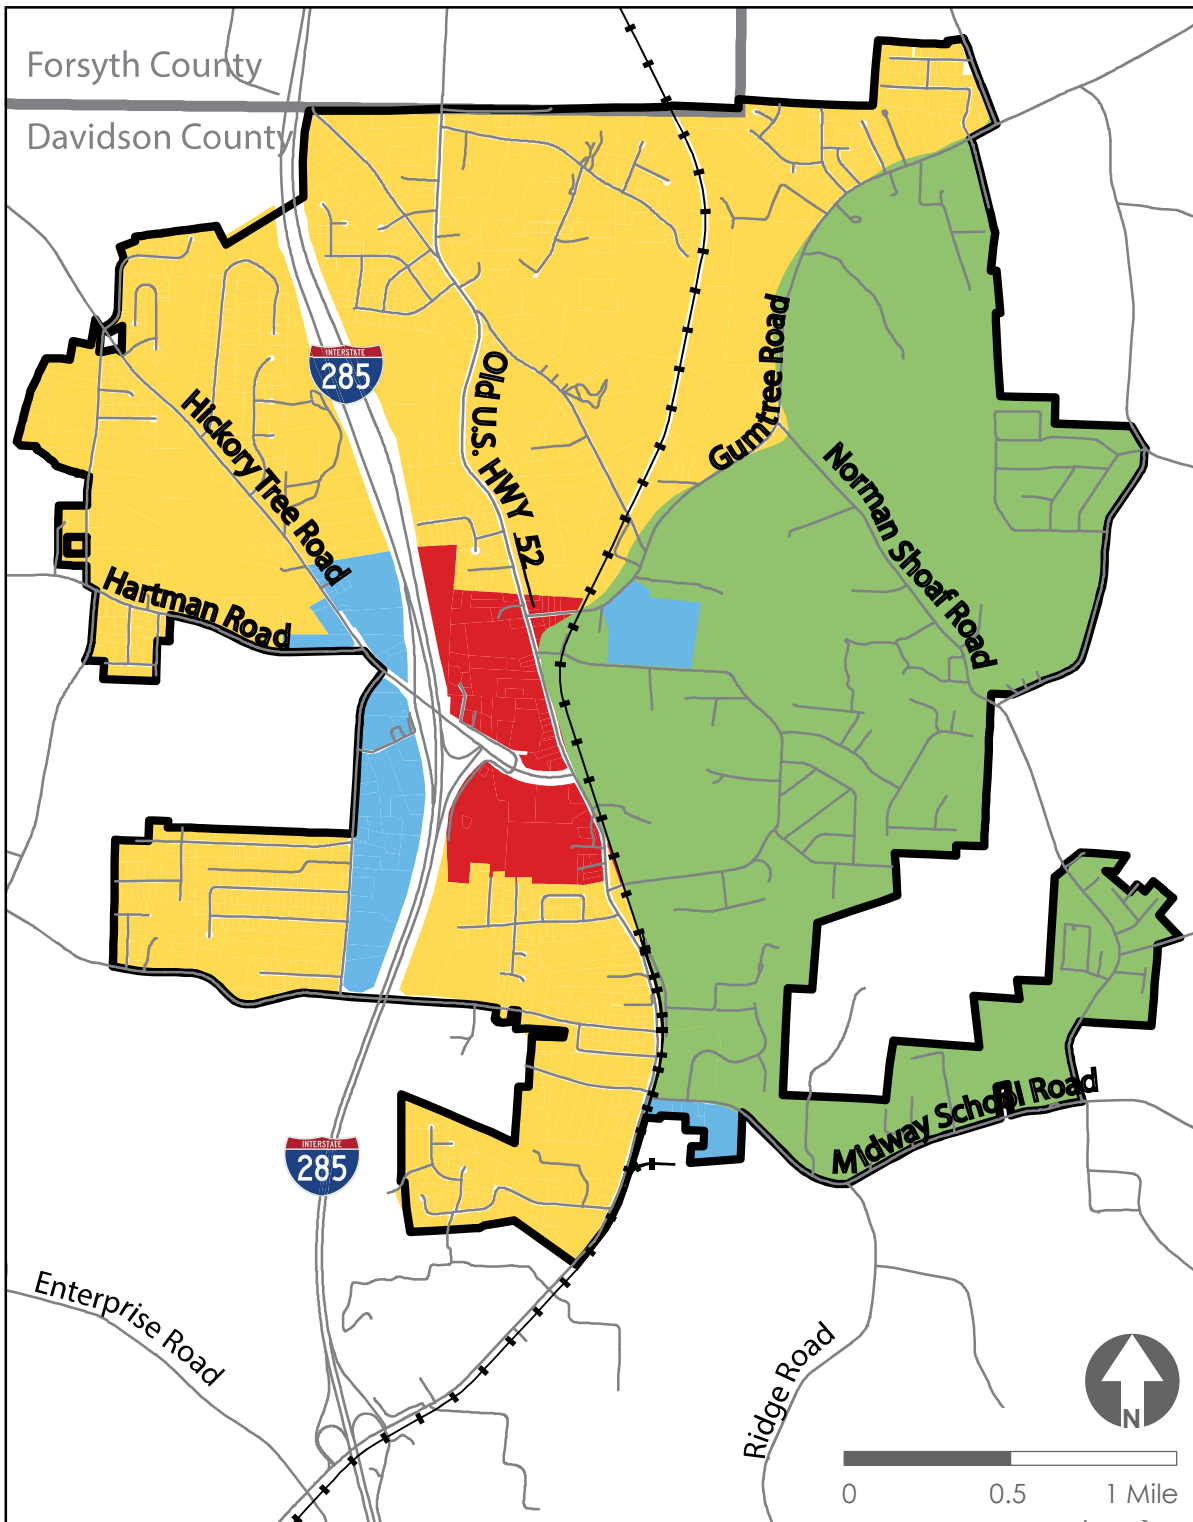 Forsyth County
Davidson County
INTERSTATE
285
Old U.S. HWY 52
Gumtree Road
Hickory Tree Road
Norman Shoaf Road
Hartman Road
Midway School Road
INTERSTATE
285
Enterprise Road
Ridge Road
N
0 0.5 1 Mile